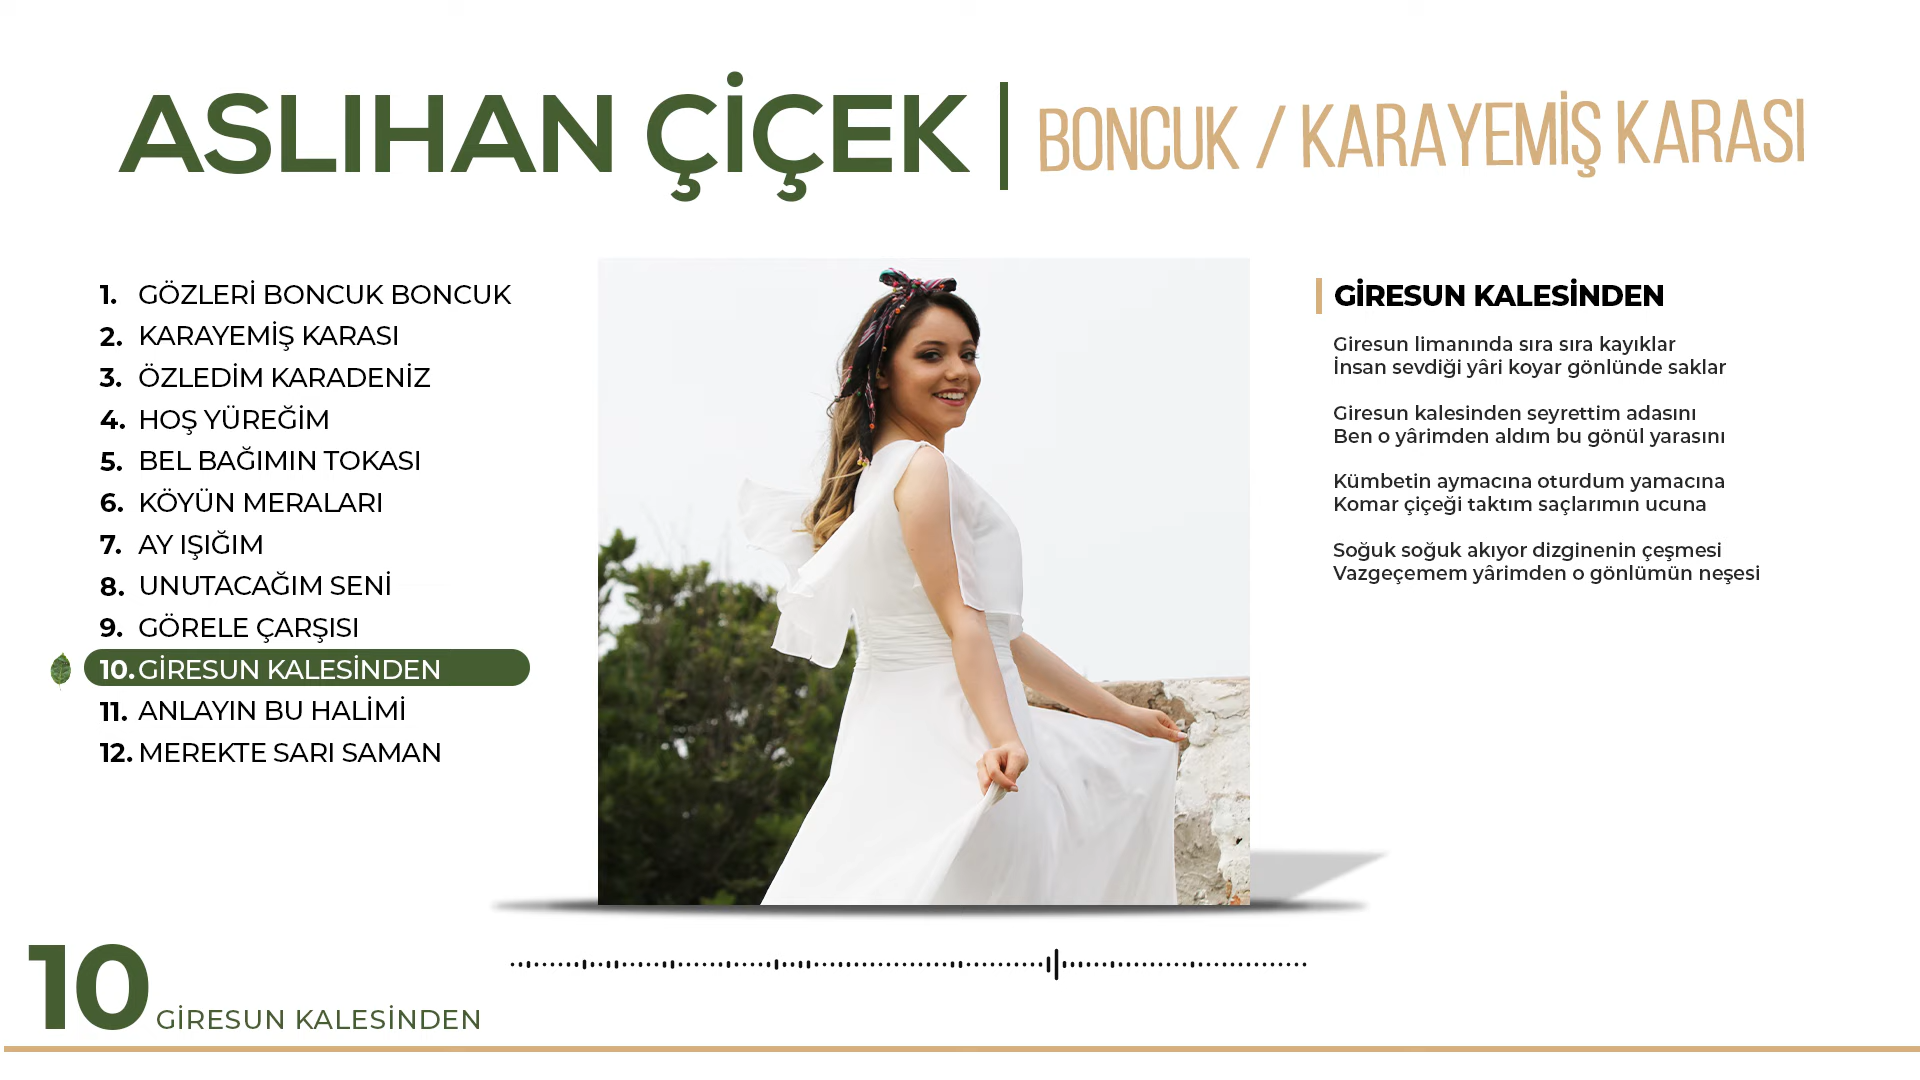 ASLIHAN ÇİÇEK | BONCUK / KARAYEMİŞ KARASI
1. GÖZLERİ BONCUK BONCUK
2. KARAYEMİŞ KARASI
3. ÖZLEDİM KARADENİZ
4. HOŞ YÜREĞİM
5. BEL BAĞIMIN TOKASI
6. KÖYÜN MERALARI
7. AY IŞIĞIM
8. UNUTACAĞIM SENİ
9. GÖRELE ÇARŞISI
10. GİRESUN KALESİNDEN
11. ANLAYIN BU HALİMİ
12. MEREKTE SARI SAMAN
GİRESUN KALESİNDEN
Giresun limanında sıra sıra kayıklar
İnsan sevdiği yâri koyar gönlünde saklar
Giresun kalesinden seyrettim adasını
Ben o yârimden aldım bu gönül yarasını
Kümbetin aymacına oturdum yamacına
Komar çiçeği taktım saçlarımın ucuna
Soğuk soğuk akıyor dizginenin çeşmesi
Vazgeçemem yârimden o gönlümün neşesi
10 GİRESUN KALESİNDEN